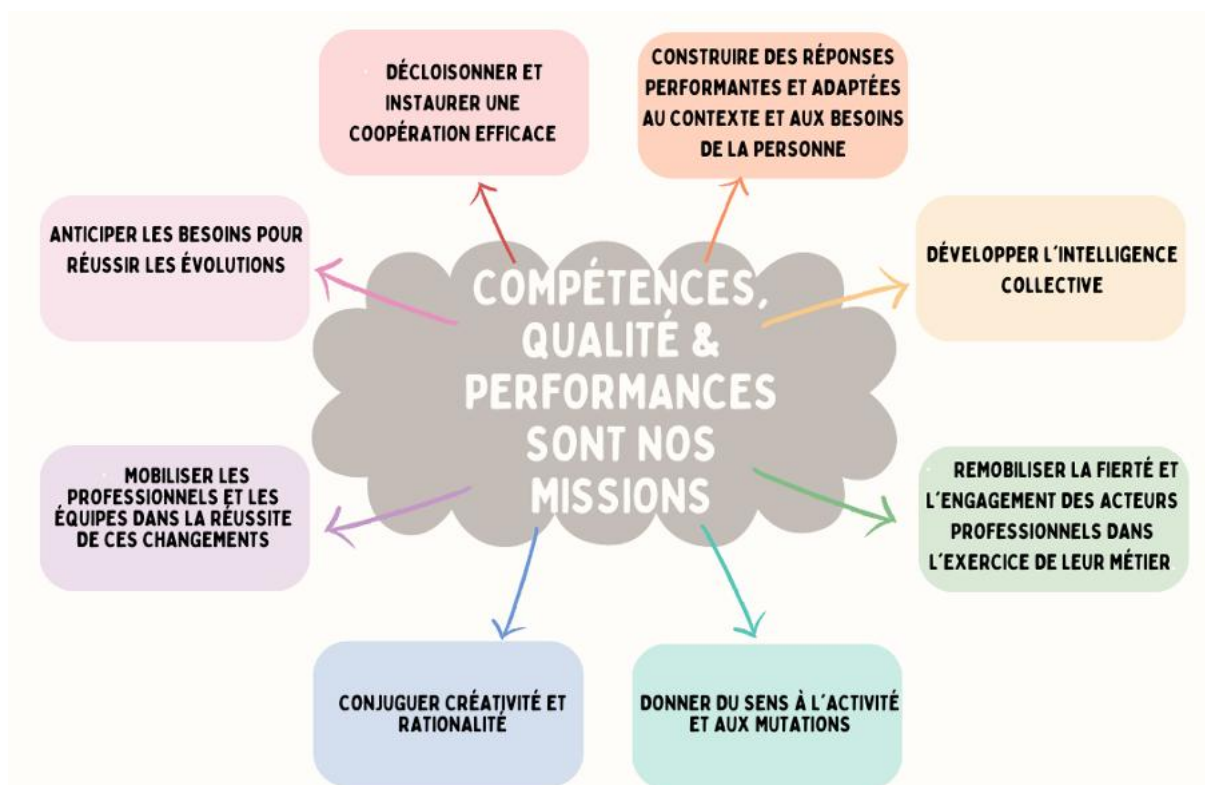 DÉCLOISONNER ET
INSTAURER UNE
COOPÉRATION EFFICACE
CONSTRUIRE DES RÉPONSES
PERFORMANTES ET ADAPTÉES
AU CONTEXTE ET AUX BESOINS
DE LA PERSONNE
ANTICIPER LES BESOINS POUR
RÉUSSIR LES ÉVOLUTIONS
DÉVELOPPER L'INTELLIGENCE
COLLECTIVE
COMPÉTENCES,
QUALITÉ &
PERFORMANCES
SONT NOS
MISSIONS
MOBILISER LES
PROFESSIONNELS ET LES
ÉQUIPES DANS LA RÉUSSITE
DE CES CHANGEMENTS
REMOBILISER LA FIERTÉ ET
L'ENGAGEMENT DES ACTEURS
PROFESSIONNELS DANS
L'EXERCICE DE LEUR MÉTIER
CONJUGUER CRÉATIVITÉ ET
RATIONALITÉ
DONNER DU SENS À L'ACTIVITÉ
ET AUX MUTATIONS